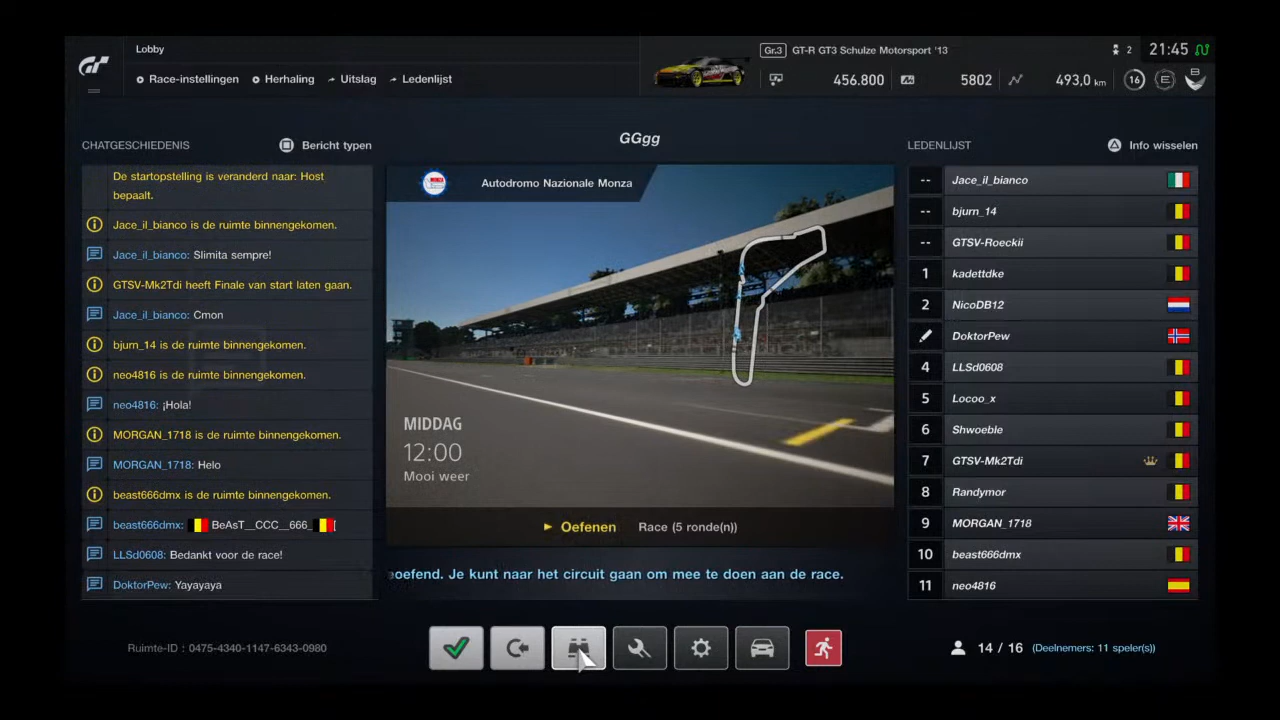 Lobby
Race-instellingen
Herhaling
Uitslag
Ledenlijst
Gr.3 GT-R GT3 Schulze Motorsport '13
2 21:45
456.800 5802 493,0 km 16 E B
GGgg
CHATGESCHIEDENIS
Bericht typen
De startopstelling is veranderd naar: Host
bepaalt.
Jace_il_bianco is de ruimte binnengekomen.
Jace_il_bianco: Slimita sempre!
GTSV-Mk2Tdi heeft Finale van start laten gaan.
Jace_il_bianco: Cmon
bjurn_14 is de ruimte binnengekomen.
neo4816 is de ruimte binnengekomen.
neo4816: ¡Hola!
MORGAN_1718 is de ruimte binnengekomen.
MORGAN_1718: Helo
beast666dmx is de ruimte binnengekomen.
beast666dmx: BeAsT__CCC__666_
LLSd0608: Bedankt voor de race!
DoktorPew: Yayayaya
Autodromo Nazionale Monza
MIDDAG
12:00
Mooi weer
Oefenen Race (5 ronde(n))
oefend. Je kunt naar het circuit gaan om mee te doen aan de race.
LEDENLIJST
Info wisselen
-- Jace_il_bianco
-- bjurn_14
-- GTSV-Roeckii
1 kadettdke
2 NicoDB12
DoktorPew
4 LLSd0608
5 Locoo_x
6 Shwoeble
7 GTSV-Mk2Tdi
8 Randymor
9 MORGAN_1718
10 beast666dmx
11 neo4816
Ruimte-ID : 0475-4340-1147-6343-0980
14 / 16 (Deelnemers: 11 speler(s))